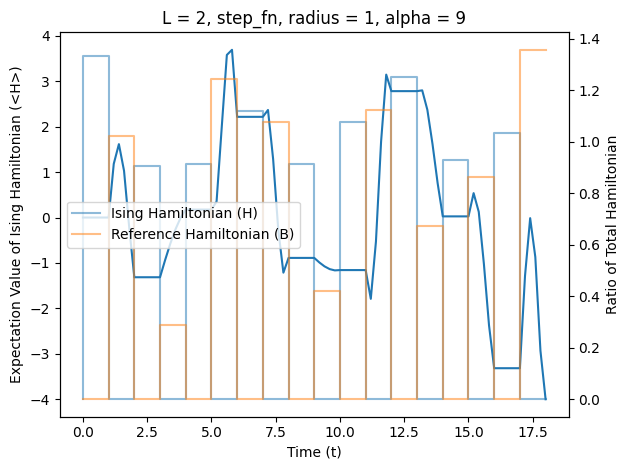 L = 2, step_fn, radius = 1, alpha = 9
Expectation Value of Ising Hamiltonian (<H>)
4
3
2
1
0
−1
−2
−3
−4
Ising Hamiltonian (H)
Reference Hamiltonian (B)
1.4
1.2
1.0
0.8
0.6
0.4
0.2
0.0
Ratio of Total Hamiltonian
0.0 2.5 5.0 7.5 10.0 12.5 15.0 17.5
Time (t)